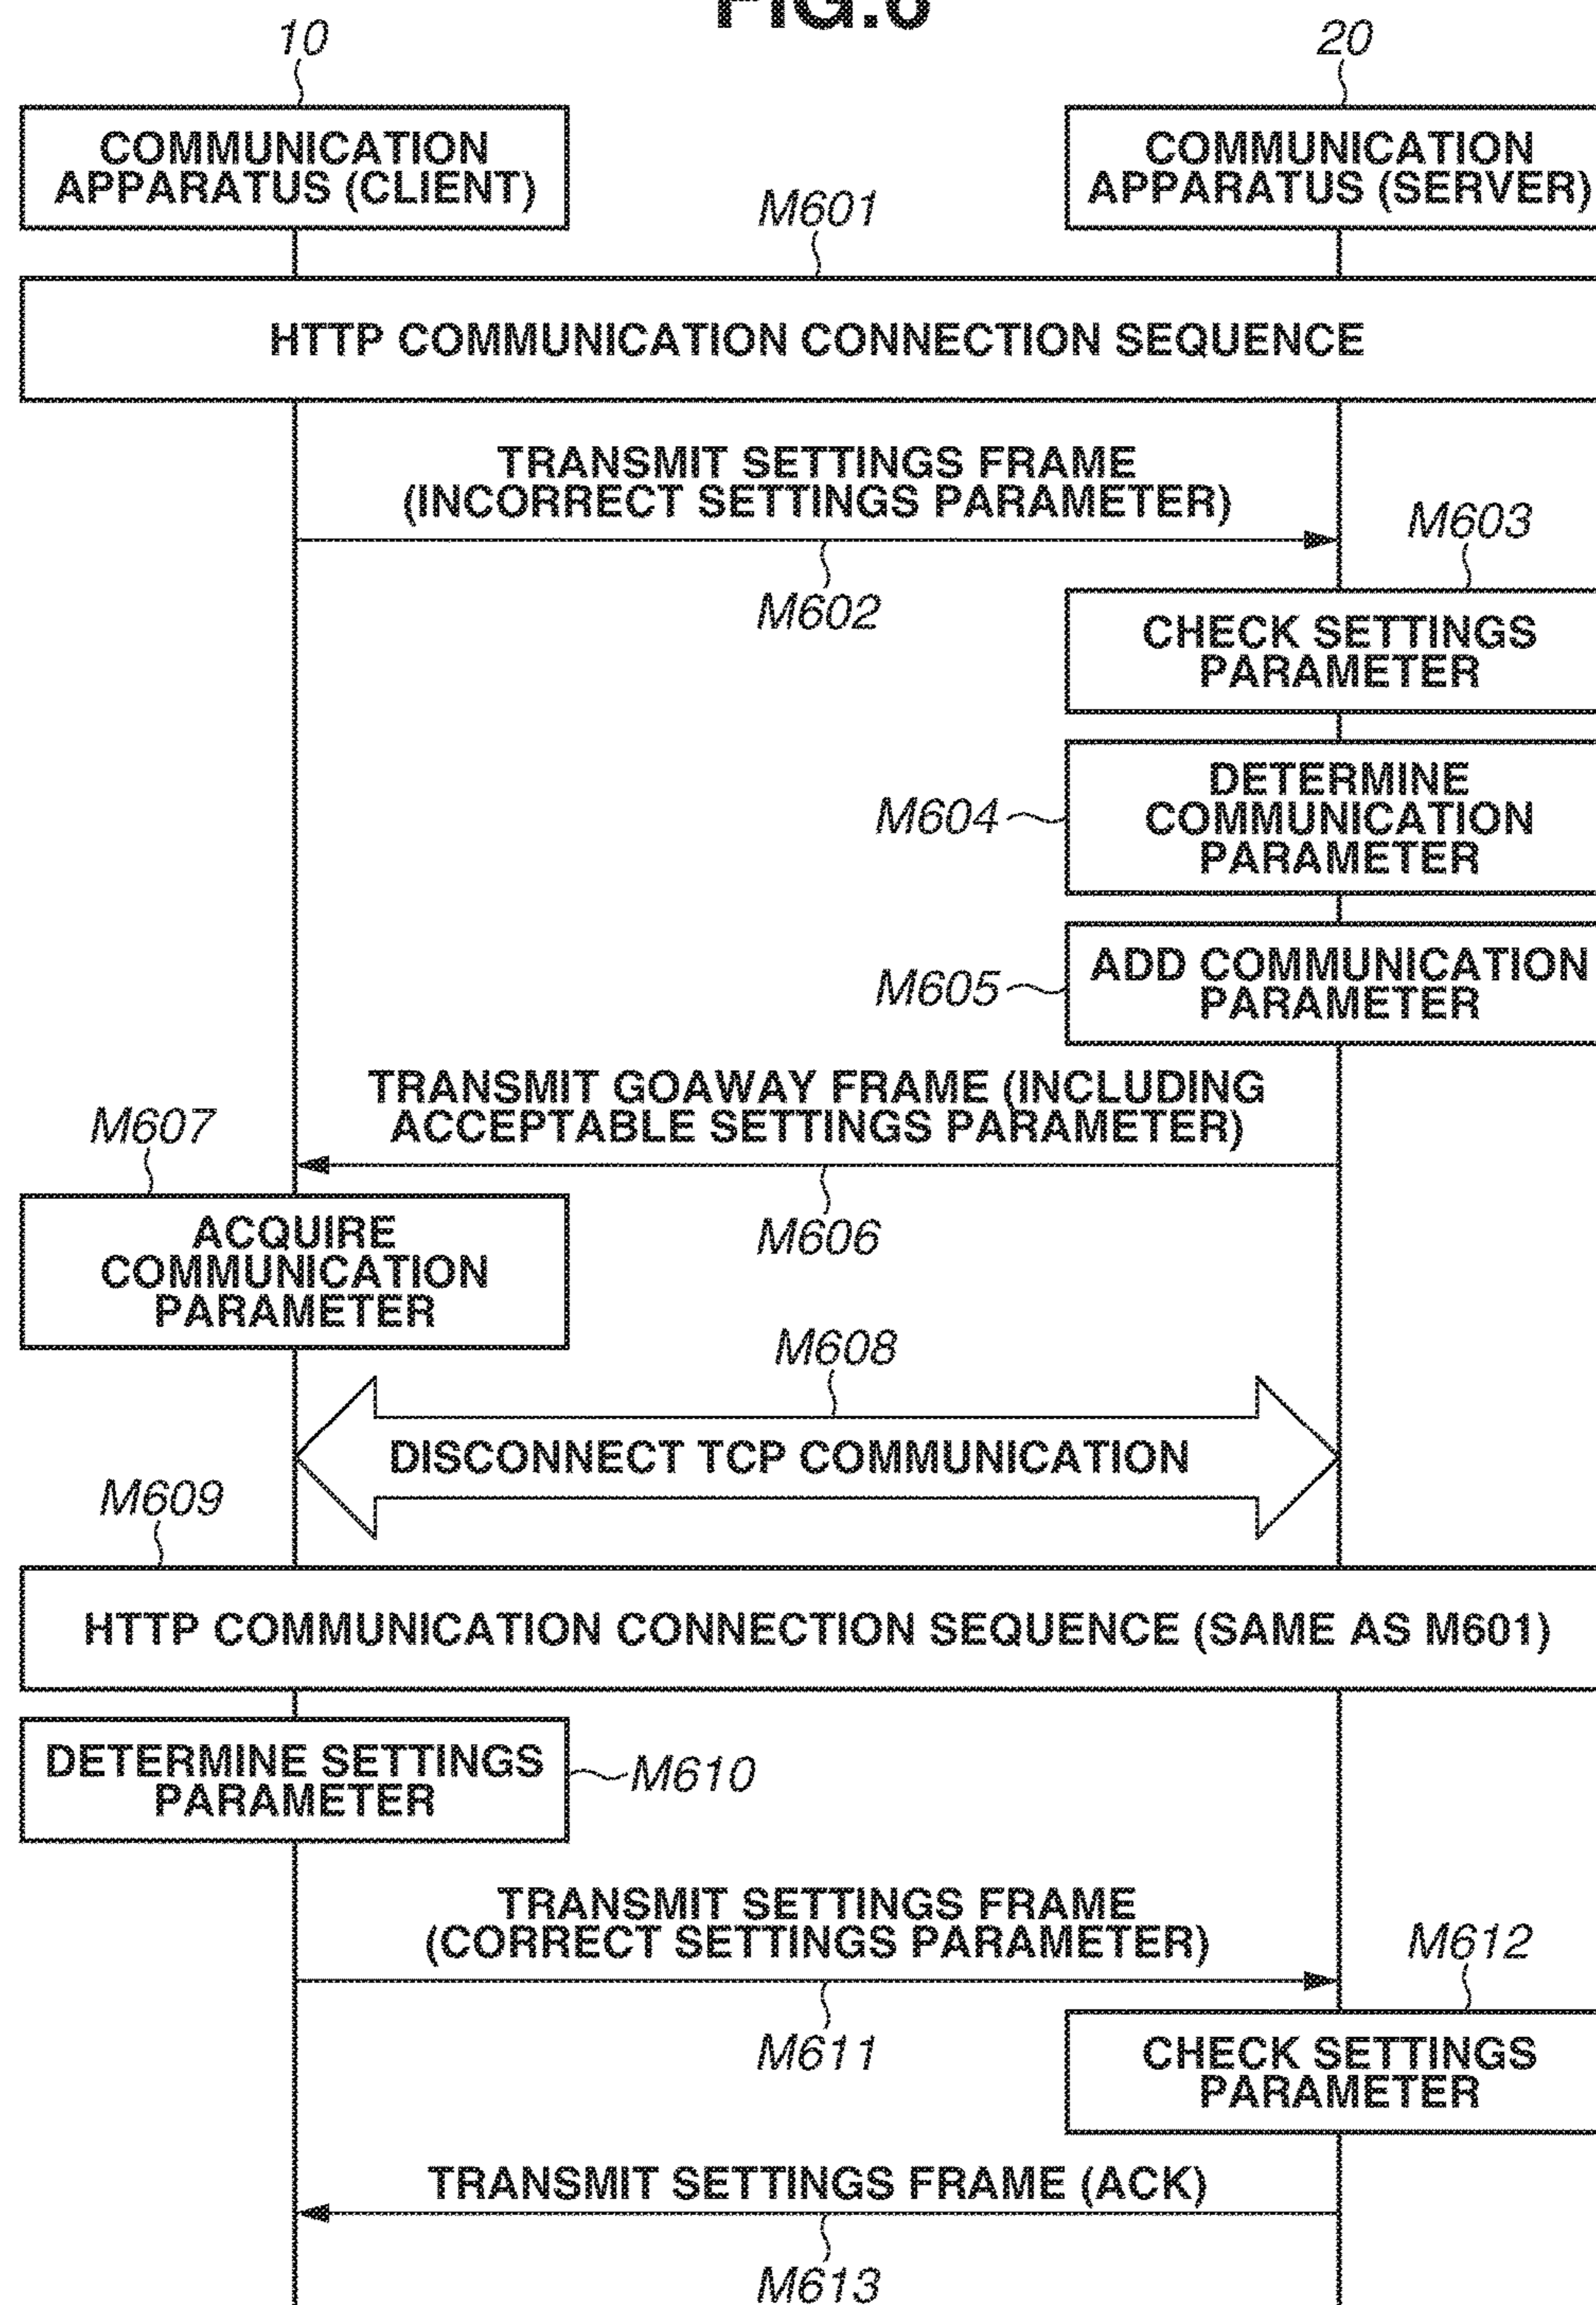 FIG.6
10
20
COMMUNICATION
APPARATUS (CLIENT)
COMMUNICATION
APPARATUS (SERVER)
M601
HTTP COMMUNICATION CONNECTION SEQUENCE
TRANSMIT SETTINGS FRAME
(INCORRECT SETTINGS PARAMETER)
M602
M603
CHECK SETTINGS
PARAMETER
M604
DETERMINE
COMMUNICATION
PARAMETER
M605
ADD COMMUNICATION
PARAMETER
TRANSMIT GOAWAY FRAME (INCLUDING
ACCEPTABLE SETTINGS PARAMETER)
M606
M607
ACQUIRE
COMMUNICATION
PARAMETER
M608
DISCONNECT TCP COMMUNICATION
M609
HTTP COMMUNICATION CONNECTION SEQUENCE (SAME AS M601)
DETERMINE SETTINGS
PARAMETER
M610
TRANSMIT SETTINGS FRAME
(CORRECT SETTINGS PARAMETER)
M611
M612
CHECK SETTINGS
PARAMETER
TRANSMIT SETTINGS FRAME (ACK)
M613